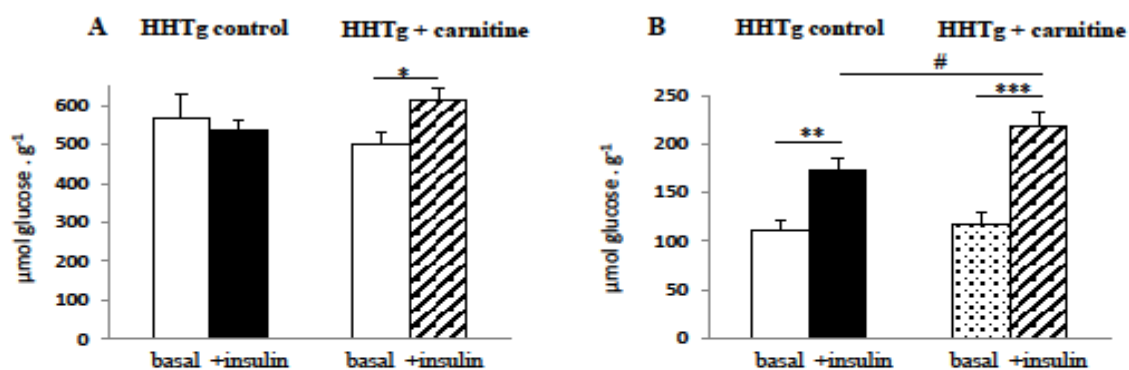 A HHTg control HHTg + carnitine
*
600
500
400
300
200
100
0
µmol glucose . g⁻¹
basal +insulin basal +insulin
B HHTg control HHTg + carnitine
#
**
***
250
200
150
100
50
0
µmol glucose . g⁻¹
basal +insulin basal +insulin